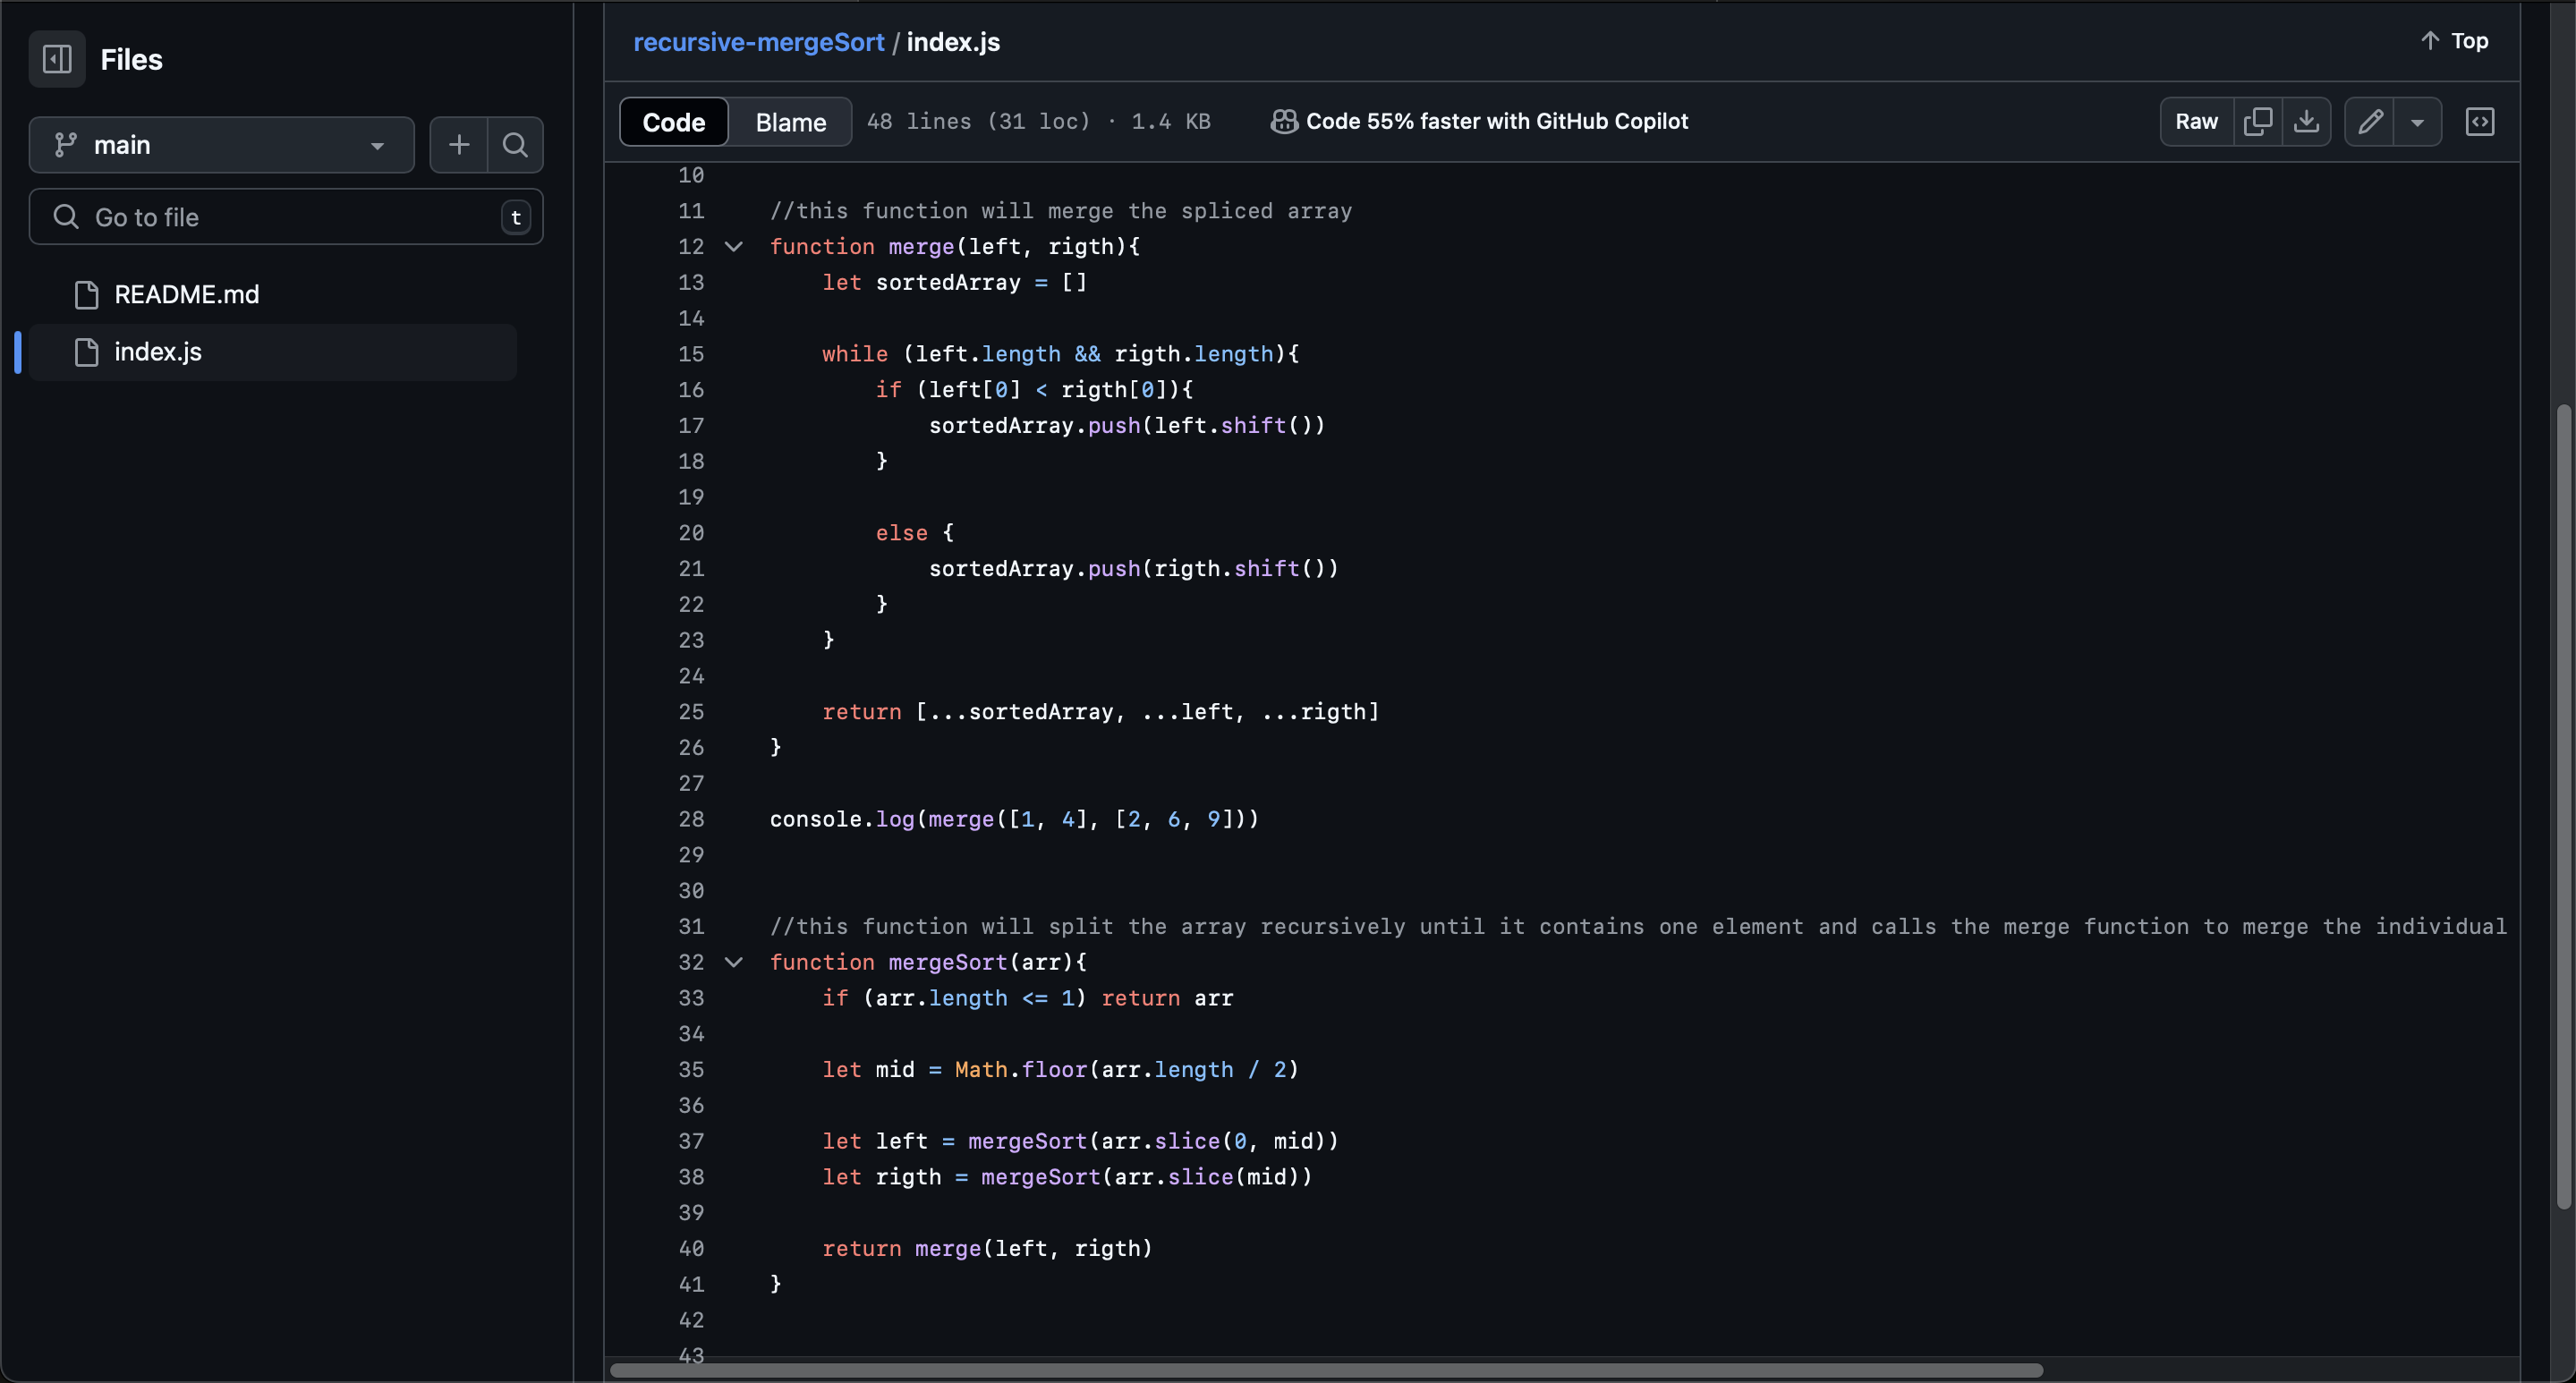 Files
main
Go to file
t
README.md
index.js
recursive-mergeSort / index.js
Top
Code
Blame
48 lines (31 loc) · 1.4 KB
Code 55% faster with GitHub Copilot
Raw
10
11 //this function will merge the spliced array
12 function merge(left, rigth){
13     let sortedArray = []
14
15     while (left.length && rigth.length){
16         if (left[0] < rigth[0]){
17             sortedArray.push(left.shift())
18         }
19
20         else {
21             sortedArray.push(rigth.shift())
22         }
23     }
24
25     return [...sortedArray, ...left, ...rigth]
26 }
27
28 console.log(merge([1, 4], [2, 6, 9]))
29
30
31 //this function will split the array recursively until it contains one element and calls the merge function to merge the individual
32 function mergeSort(arr){
33     if (arr.length <= 1) return arr
34
35     let mid = Math.floor(arr.length / 2)
36
37     let left = mergeSort(arr.slice(0, mid))
38     let rigth = mergeSort(arr.slice(mid))
39
40     return merge(left, rigth)
41 }
42
43